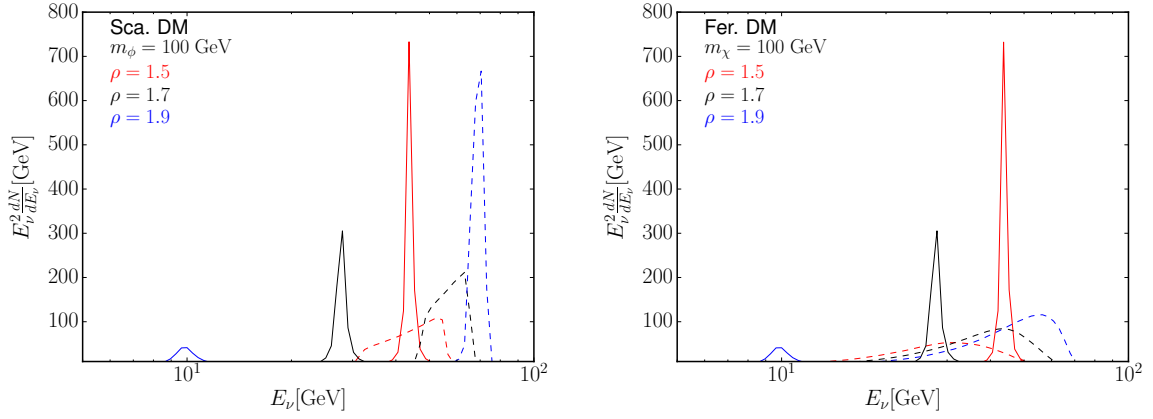 800
700
600
500
400
300
200
100
E_ν^2 dN/dE_ν [GeV]
Sca. DM
m_ϕ = 100 GeV
ρ = 1.5
ρ = 1.7
ρ = 1.9
10^1
10^2
E_ν[GeV]
800
700
600
500
400
300
200
100
E_ν^2 dN/dE_ν [GeV]
Fer. DM
m_χ = 100 GeV
ρ = 1.5
ρ = 1.7
ρ = 1.9
10^1
10^2
E_ν[GeV]